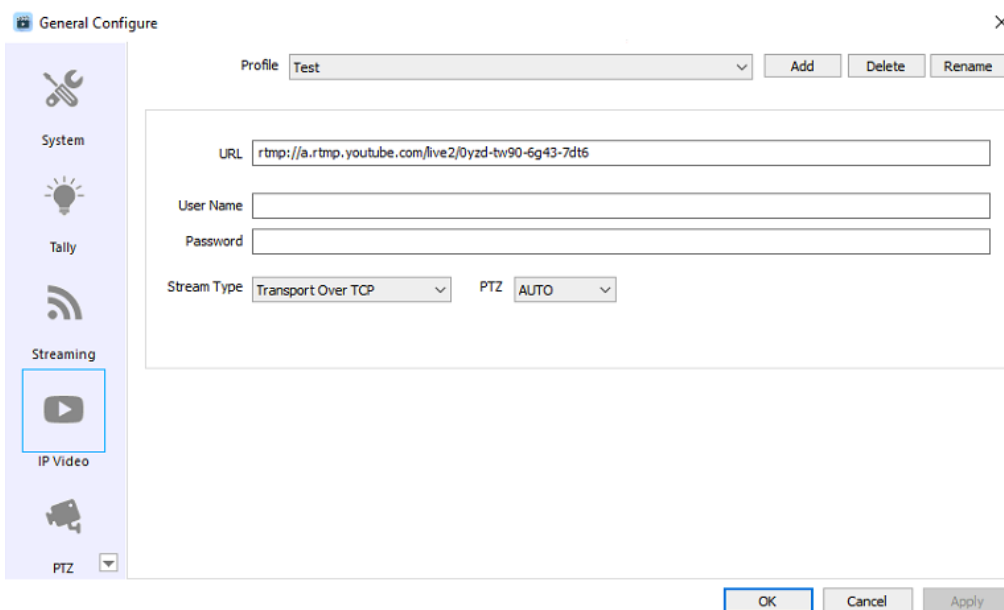 General Configure
Profile Test Add Delete Rename
System
URL rtmp://a.rtmp.youtube.com/live2/0yzd-tw90-6g43-7dt6
User Name
Tally
Password
Stream Type Transport Over TCP PTZ AUTO
Streaming
IP Video
PTZ
OK Cancel Apply